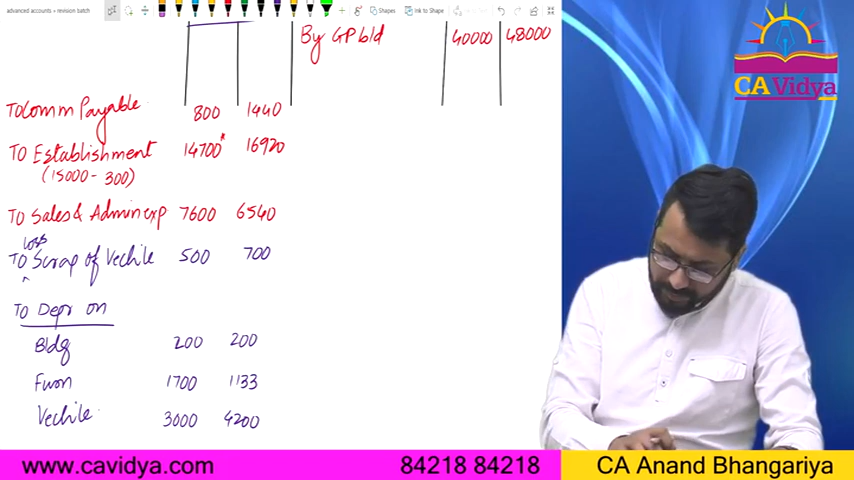 advanced accounts + revision batch
Shapes
Ink to Shape
By GP b/d 40000 48000
To Comm Payable 800 1440
TO Establishment 14700* 16920
(15000 - 300)
TO Sales & Admin exp 7600 6540
loss
TO Scrap of Vechile 500 700
To Depr on
Bldg 200 200
Furn 1700 1133
Vechile 3000 4200
CA Vidya
www.cavidya.com 84218 84218 CA Anand Bhangariya